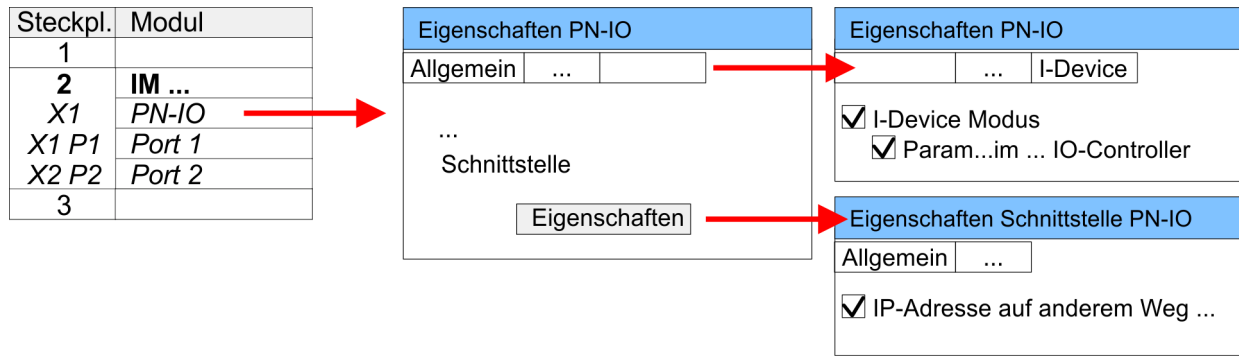 Steckpl. Modul
1
2 IM ...
X1 PN-IO
X1 P1 Port 1
X2 P2 Port 2
3
Eigenschaften PN-IO
Allgemein ...
...
Schnittstelle
Eigenschaften
Eigenschaften PN-IO
... I-Device
I-Device Modus
Param...im ... IO-Controller
Eigenschaften Schnittstelle PN-IO
Allgemein ...
IP-Adresse auf anderem Weg ...